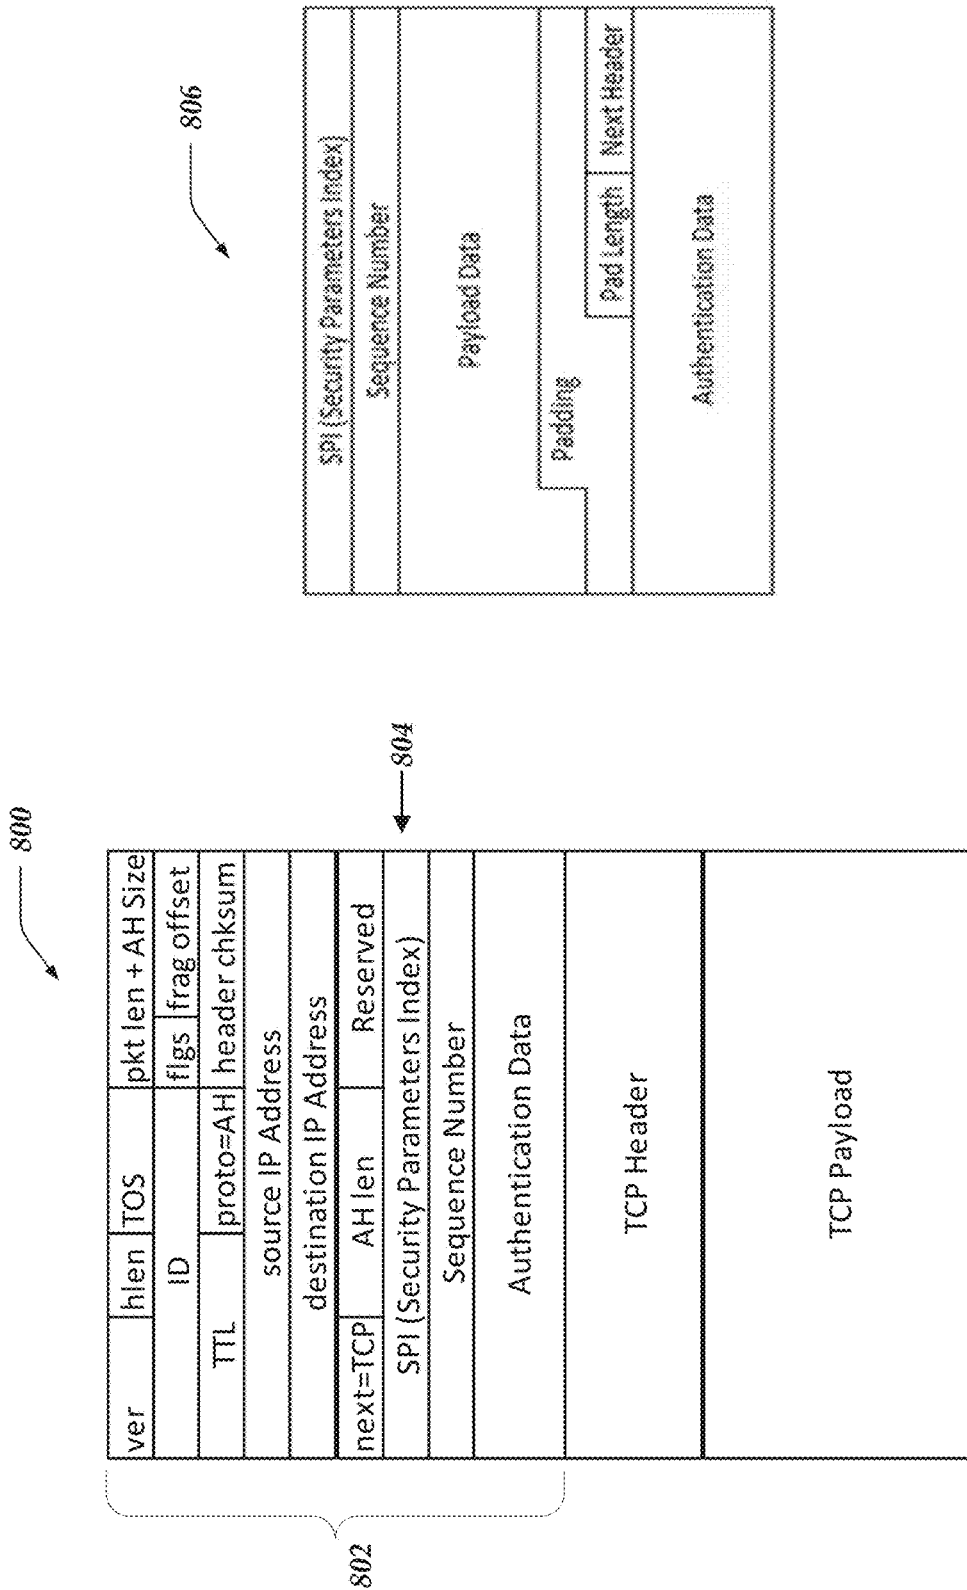 800
ver hlen TOS pkt len + AH Size
ID flgs frag offset
TTL proto=AH header chksum
source IP Address
destination IP Address
next=TCP AH len Reserved
SPI (Security Parameters Index)
Sequence Number
Authentication Data
TCP Header
TCP Payload
802
804
806
SPI (Security Parameters Index)
Sequence Number
Payload Data
Padding
Pad Length Next Header
Authentication Data